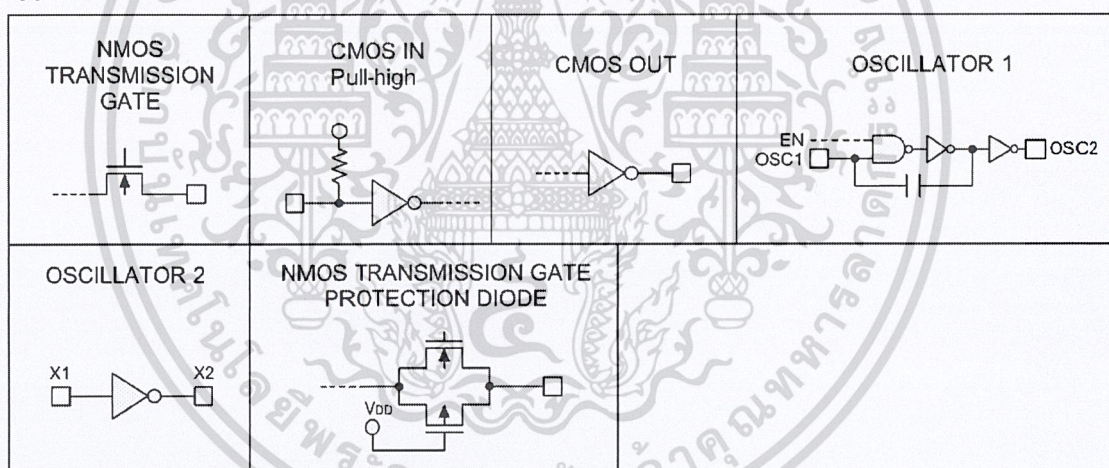 NMOS
TRANSMISSION
GATE
CMOS IN
Pull-high
CMOS OUT
OSCILLATOR 1
EN
OSC1
OSC2
OSCILLATOR 2
X1
X2
NMOS TRANSMISSION GATE
PROTECTION DIODE
VDD